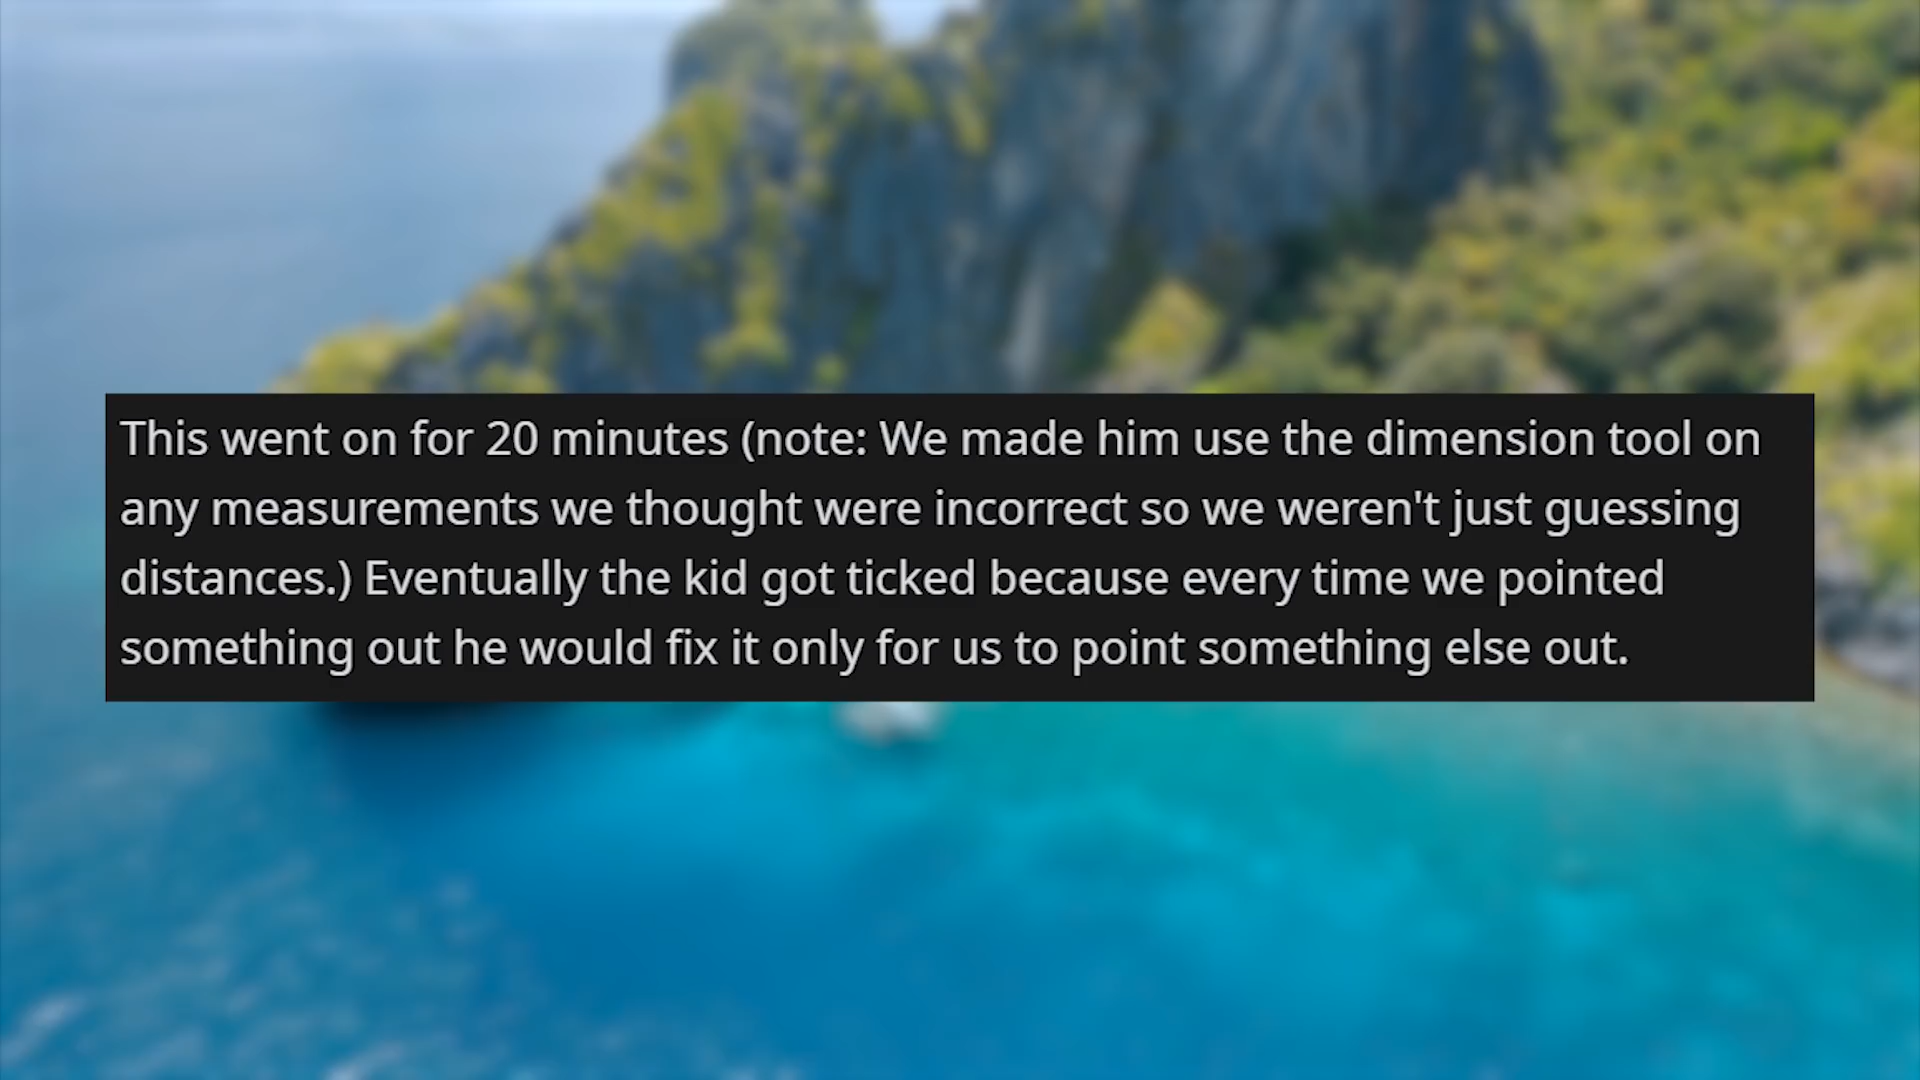 This went on for 20 minutes (note: We made him use the dimension tool on
any measurements we thought were incorrect so we weren't just guessing
distances.) Eventually the kid got ticked because every time we pointed
something out he would fix it only for us to point something else out.